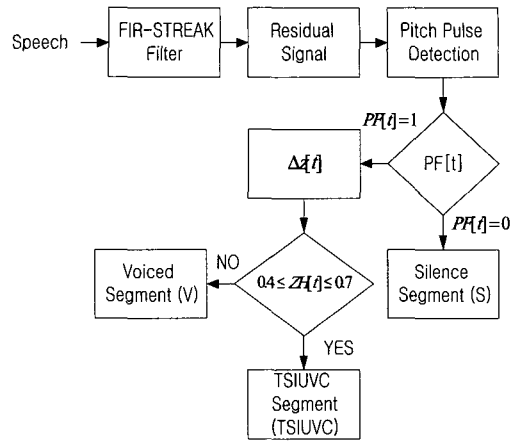 Speech
FIR-STREAK
Filter
Residual
Signal
Pitch Pulse
Detection
PF[t]=1
Δz[t]
PF[t]
PF[t]=0
Voiced
Segment (V)
NO
0.4≤ZH[t]≤0.7
Silence
Segment (S)
YES
TSIUVC
Segment
(TSIUVC)